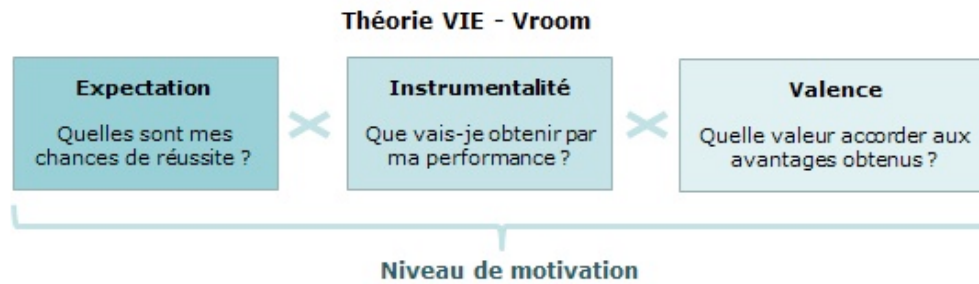 Théorie VIE - Vroom
Expectation
Quelles sont mes
chances de réussite ?
Instrumentalité
Que vais-je obtenir par
ma performance ?
Valence
Quelle valeur accorder aux
avantages obtenus ?
Niveau de motivation